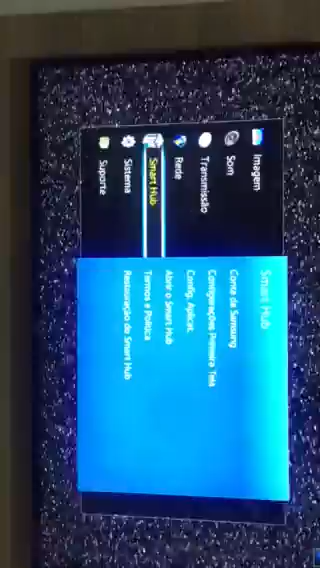 Imagem
Som
Transmissão
Rede
Smart Hub
Sistema
Suporte
Smart Hub
Conta da Samsung
Configurações Primeira Tela
Config. Aplicat.
Abrir o Smart Hub
Termos e Política
Restauração do Smart Hub